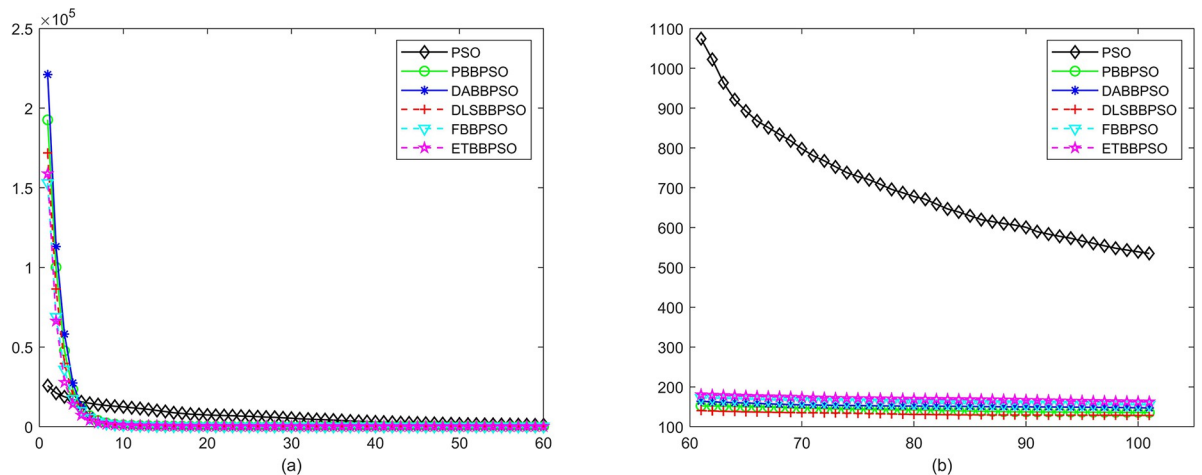 ×10⁵
2.5
2
1.5
1
0.5
0
0 10 20 30 40 50 60
PSO
PBBPSO
DABBPSO
DLSBBPSO
FBBPSO
ETBBPSO
(a)
1100
1000
900
800
700
600
500
400
300
200
100
60 70 80 90 100
PSO
PBBPSO
DABBPSO
DLSBBPSO
FBBPSO
ETBBPSO
(b)